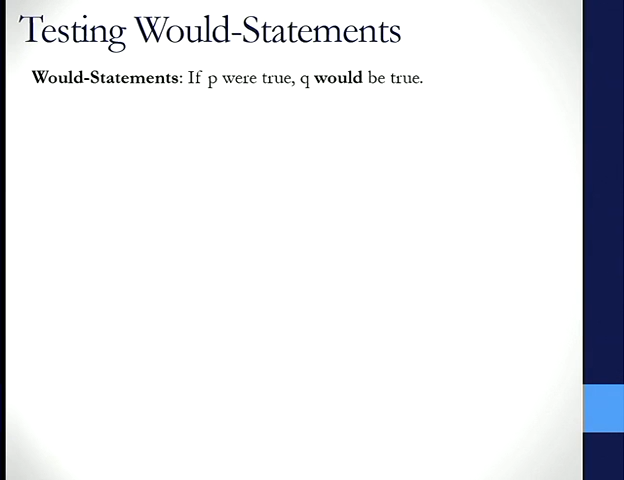 Testing Would-Statements
Would-Statements: If p were true, q would be true.